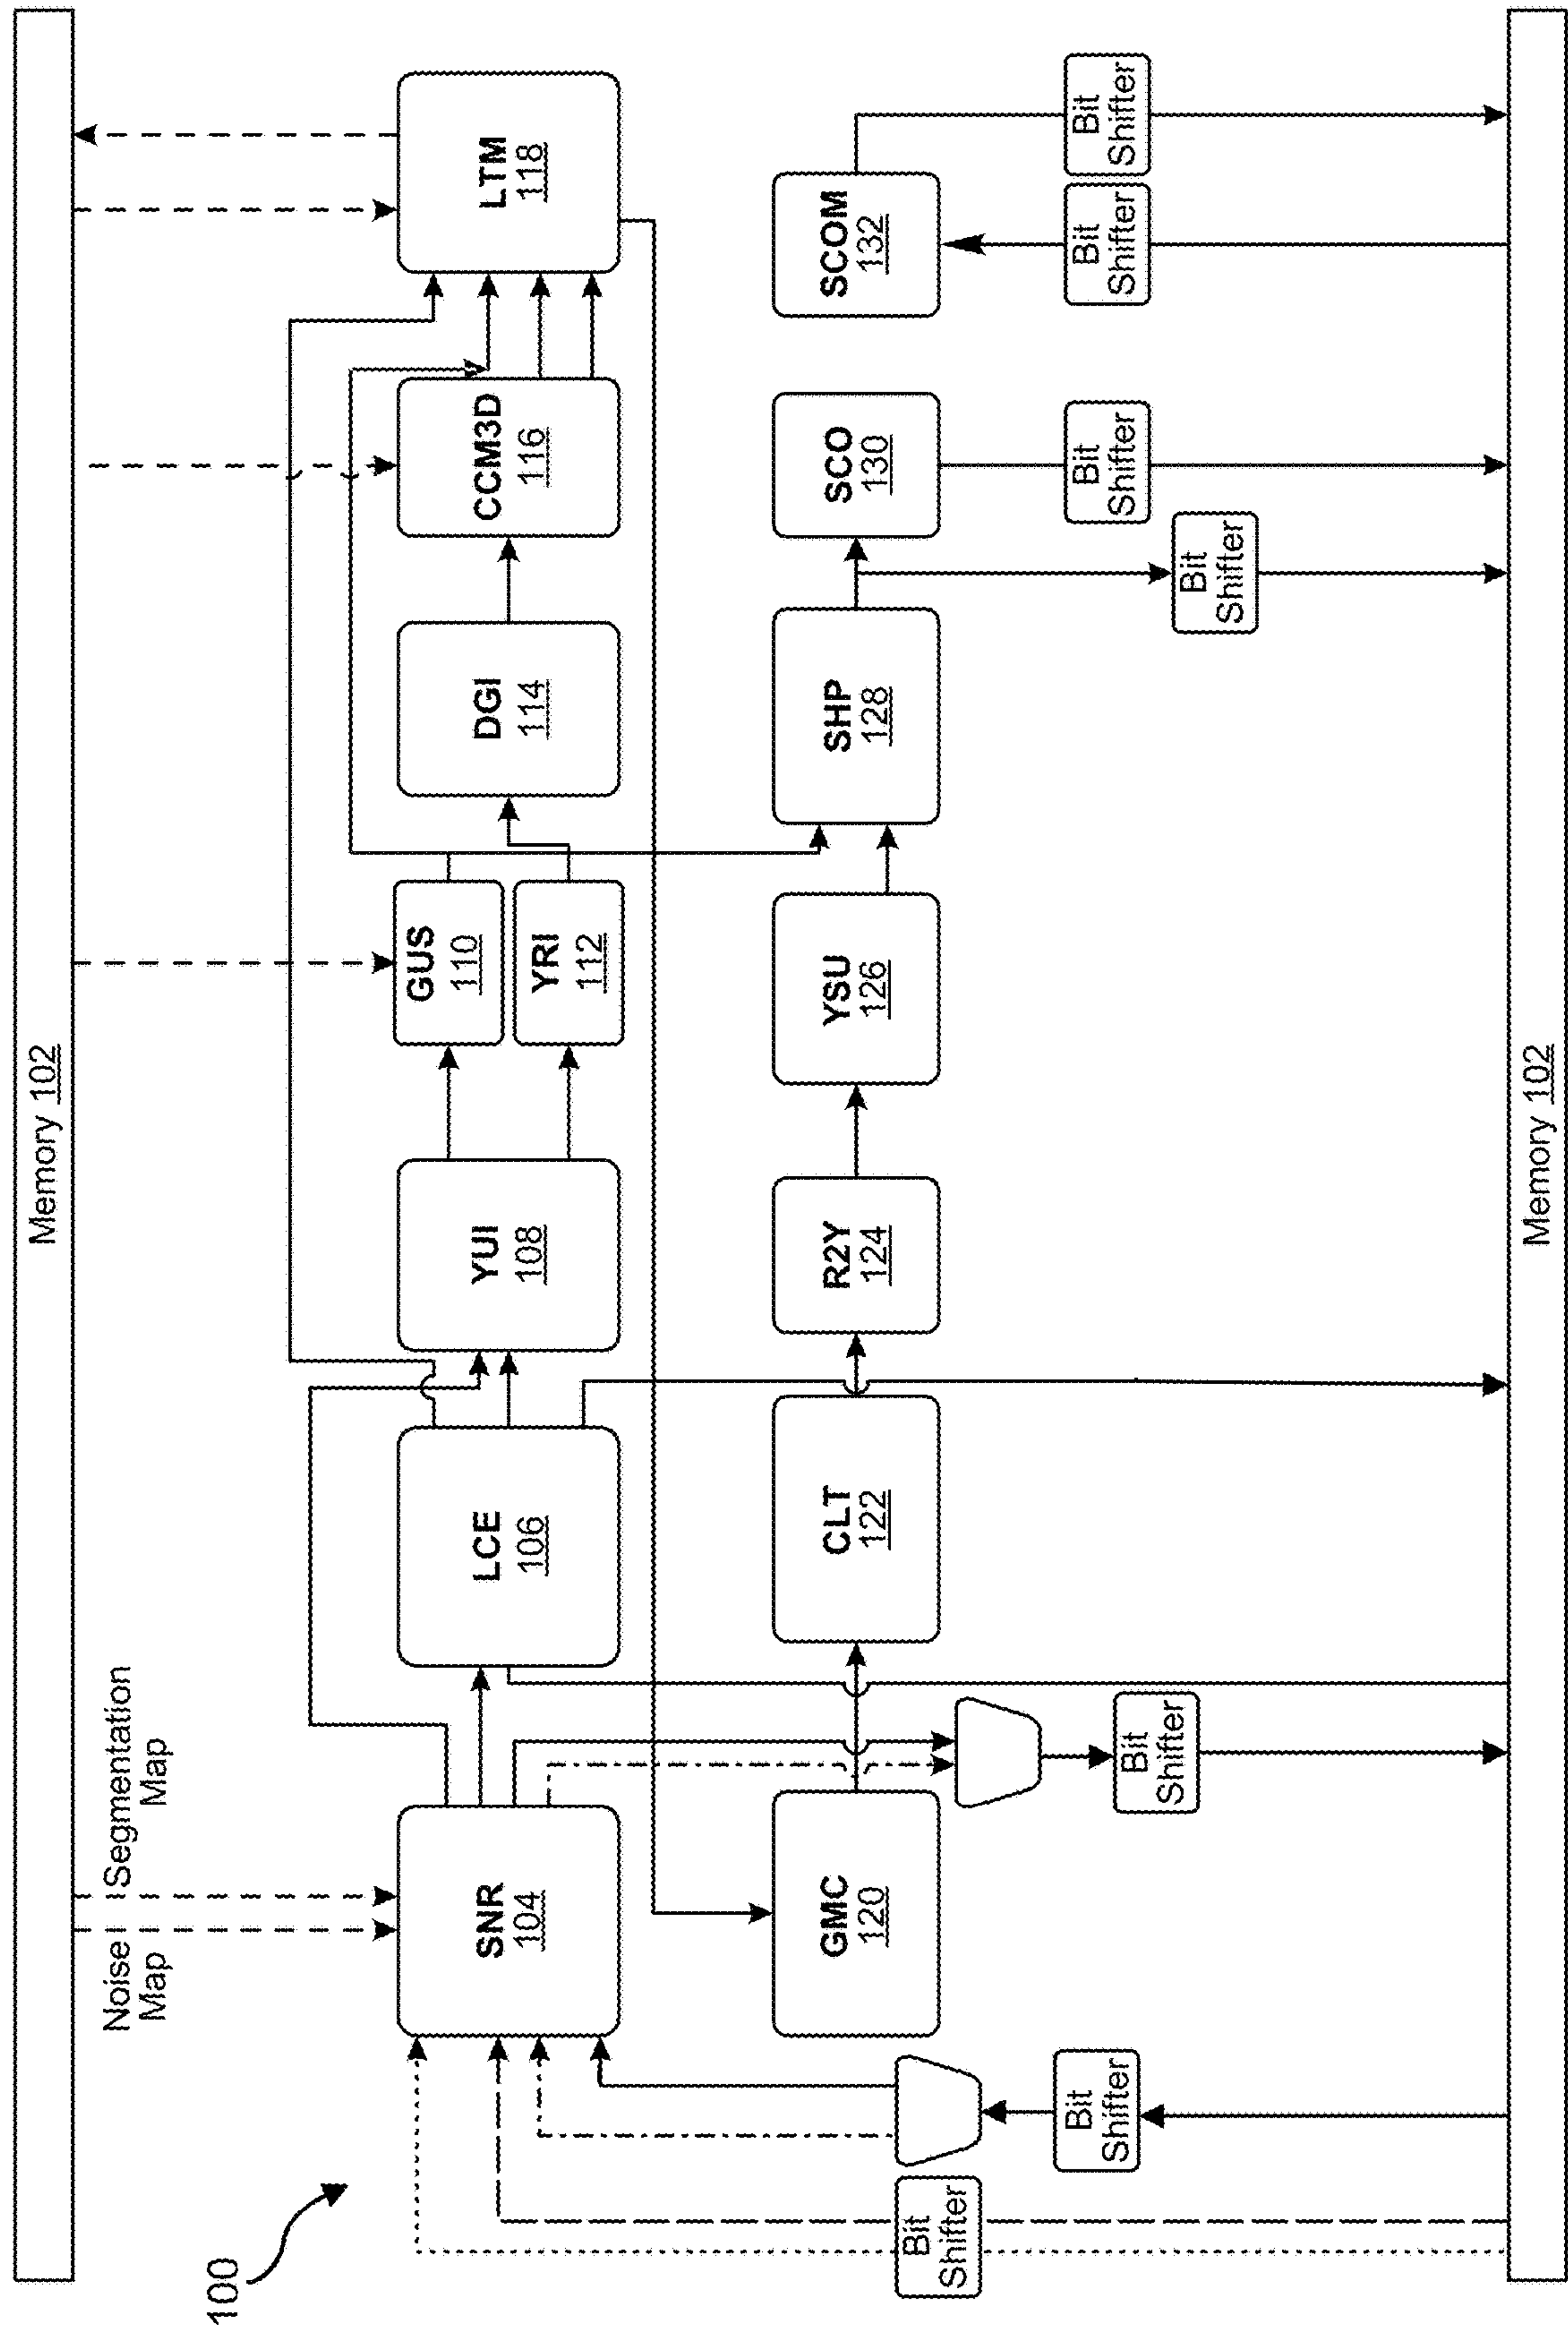 100
Memory 102
Noise
Map
Segmentation
Map
SNR
104
LCE
106
YUI
108
GUS
110
YRI
112
DGI
114
CCM3D
116
LTM
118
GMC
120
CLT
122
R2Y
124
YSU
126
SHP
128
SCO
130
SCOM
132
Bit
Shifter
Bit
Shifter
Bit
Shifter
Bit
Shifter
Bit
Shifter
Bit
Shifter
Bit
Shifter
Memory 102